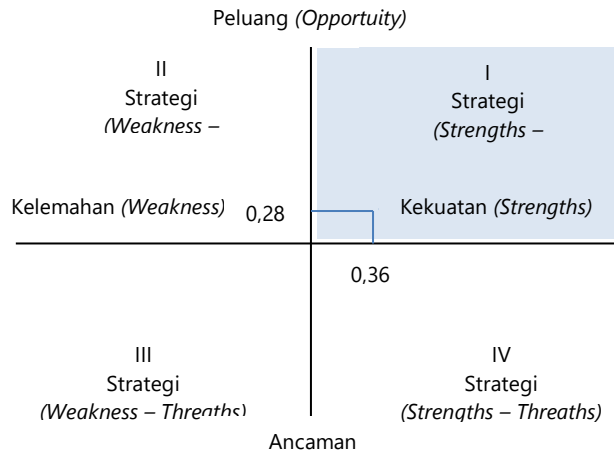 Peluang (Opportuity)
II
Strategi
(Weakness –
I
Strategi
(Strengths –
Kelemahan (Weakness)
0,28
Kekuatan (Strengths)
0,36
III
Strategi
(Weakness – Threaths)
IV
Strategi
(Strengths – Threaths)
Ancaman